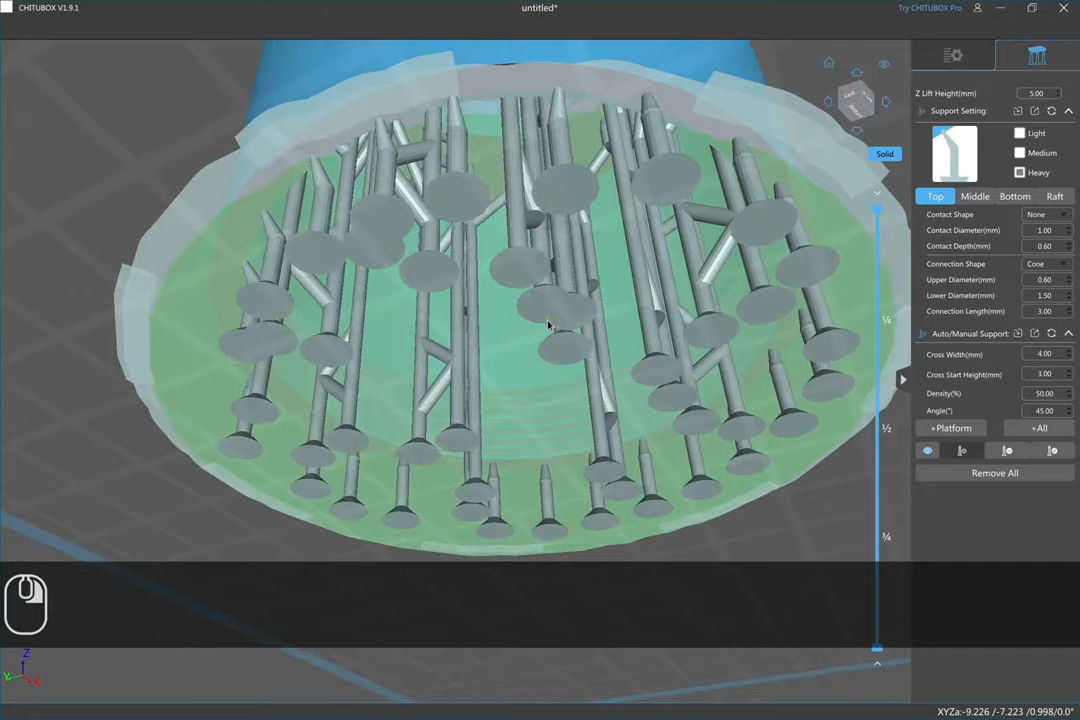 CHITUBOX V1.9.1
untitled*
Try CHITUBOX Pro
Z Lift Height(mm) 5.00
Support Setting:
Light
Medium
Heavy
Top Middle Bottom Raft
Contact Shape None
Contact Diameter(mm) 1.00
Contact Depth(mm) 0.60
Connection Shape Cone
Upper Diameter(mm) 0.60
Lower Diameter(mm) 1.50
Connection Length(mm) 3.00
Auto/Manual Support:
Cross Width(mm) 4.00
Cross Start Height(mm) 3.00
Density(%) 50.00
Angle(°) 45.00
+Platform +All
Remove All
Left
Solid
¼
½
¾
Z
Y
X
XYZa:-9.226 /-7.223 /0.998/0.0°